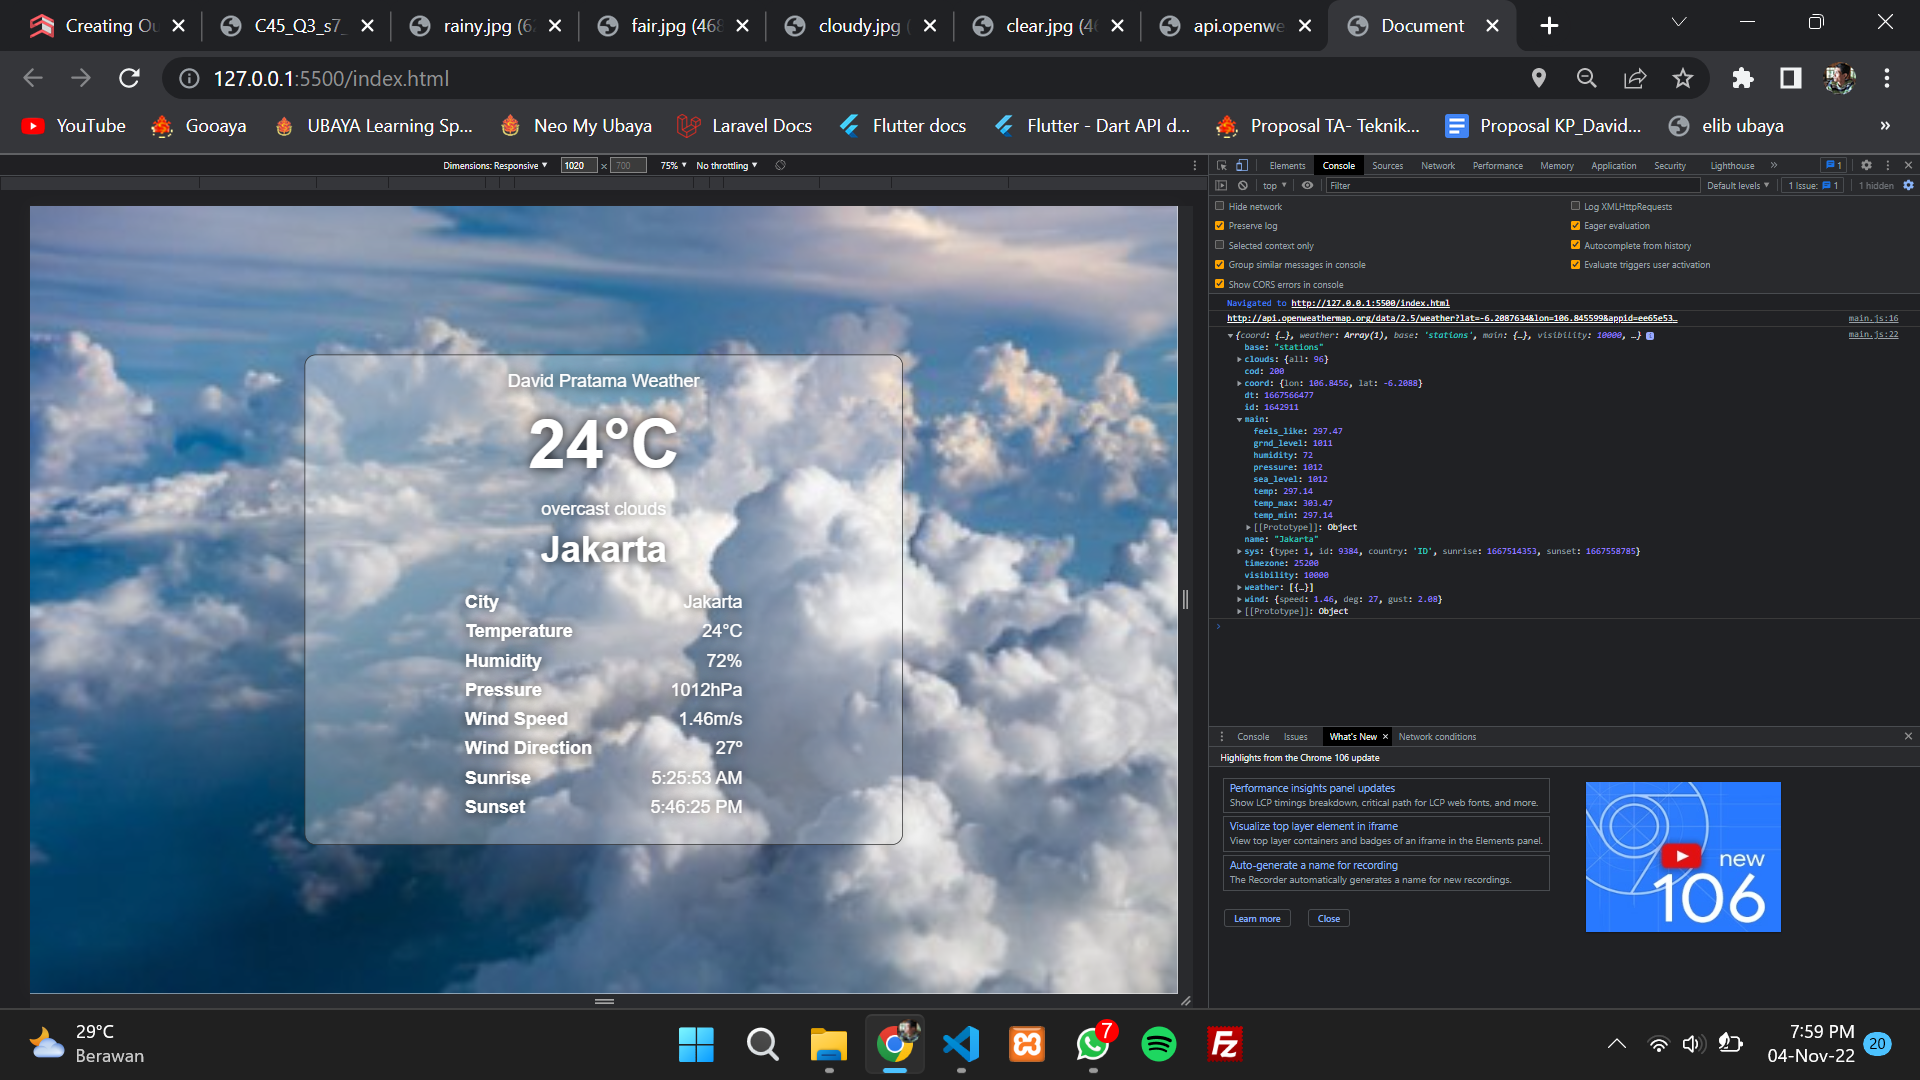 Creating Ou
C45_Q3_s7_
rainy.jpg (6
fair.jpg (468
cloudy.jpg (
clear.jpg (4
api.openwe
Document
127.0.0.1:5500/index.html
YouTube
Gooaya
UBAYA Learning Sp...
Neo My Ubaya
Laravel Docs
Flutter docs
Flutter - Dart API d...
Proposal TA- Teknik...
Proposal KP_David...
elib ubaya
»
Dimensions: Responsive
1020 × 700
75%
No throttling
David Pratama Weather
24°C
overcast clouds
Jakarta
City Jakarta
Temperature 24°C
Humidity 72%
Pressure 1012hPa
Wind Speed 1.46m/s
Wind Direction 27°
Sunrise 5:25:53 AM
Sunset 5:46:25 PM
Elements Console Sources Network Performance Memory Application Security Lighthouse » 1
top Filter Default levels 1 Issue: 1 1 hidden
Hide network Log XMLHttpRequests
Preserve log Eager evaluation
Selected context only Autocomplete from history
Group similar messages in console Evaluate triggers user activation
Show CORS errors in console
Navigated to http://127.0.0.1:5500/index.html
http://api.openweathermap.org/data/2.5/weather?lat=-6.2087634&lon=106.845599&appid=ee65e53… main.js:16
{coord: {…}, weather: Array(1), base: 'stations', main: {…}, visibility: 10000, …} main.js:22
base: "stations"
clouds: {all: 96}
cod: 200
coord: {lon: 106.8456, lat: -6.2088}
dt: 1667566477
id: 1642911
main:
feels_like: 297.47
grnd_level: 1011
humidity: 72
pressure: 1012
sea_level: 1012
temp: 297.14
temp_max: 303.47
temp_min: 297.14
[[Prototype]]: Object
name: "Jakarta"
sys: {type: 1, id: 9384, country: 'ID', sunrise: 1667514353, sunset: 1667558785}
timezone: 25200
visibility: 10000
weather: [{…}]
wind: {speed: 1.46, deg: 27, gust: 2.08}
[[Prototype]]: Object
Console Issues What's New Network conditions
Highlights from the Chrome 106 update
Performance insights panel updates
Show LCP timings breakdown, critical path for LCP web fonts, and more.
Visualize top layer element in iframe
View top layer containers and badges of an iframe in the Elements panel.
Auto-generate a name for recording
The Recorder automatically generates a name for new recordings.
Learn more Close
new
106
29°C
Berawan
7
Fz
7:59 PM
04-Nov-22
20